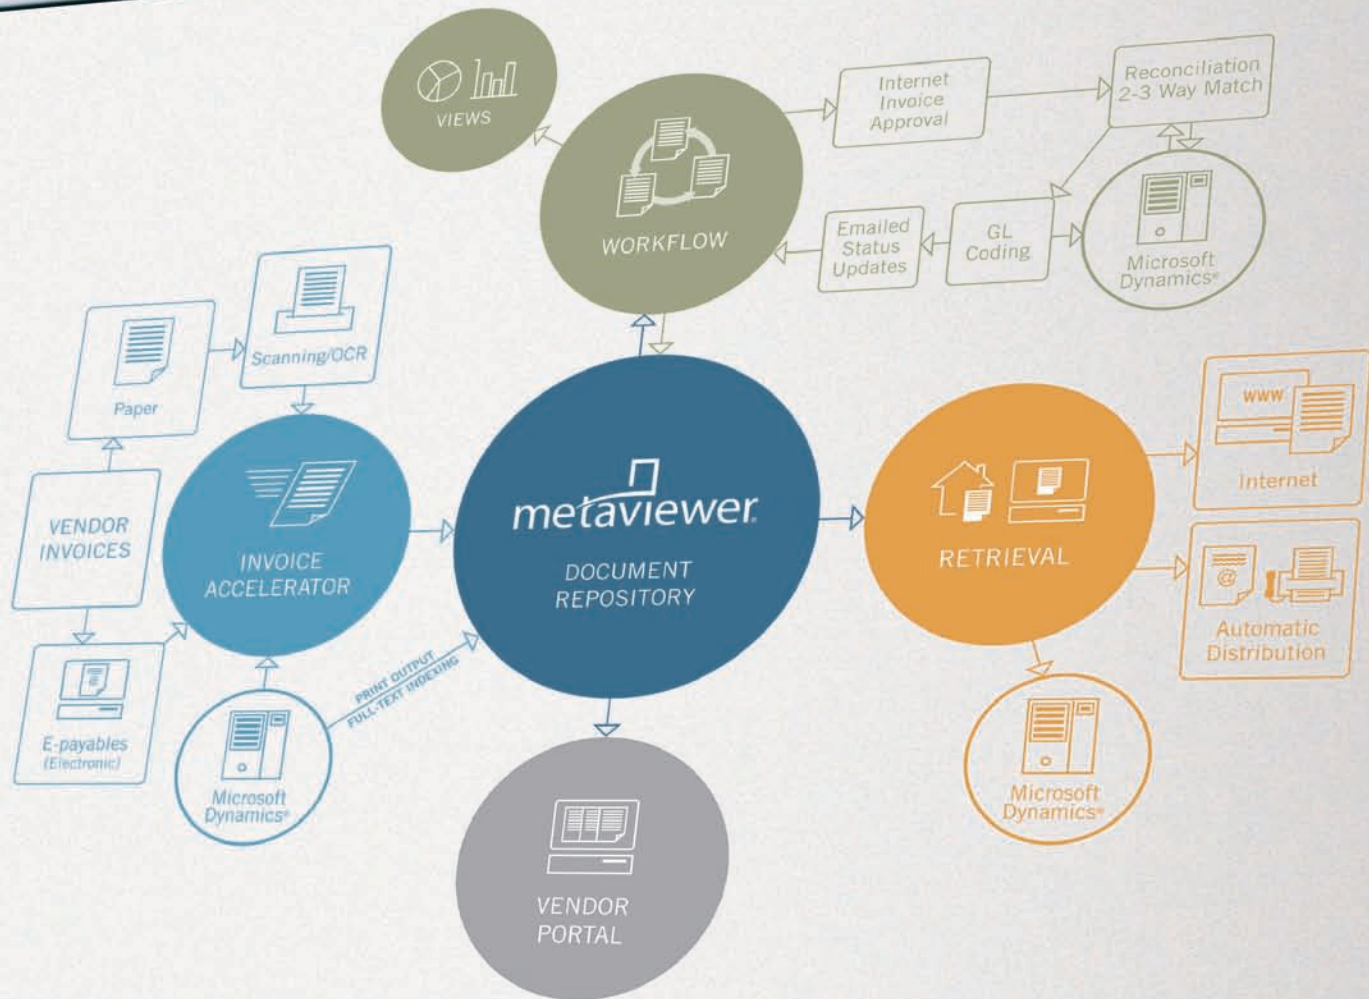 VIEWS
WORKFLOW
Internet
Invoice
Approval
Reconciliation
2-3 Way Match
Emailed
Status
Updates
GL
Coding
Microsoft
Dynamics®
Paper
Scanning/OCR
VENDOR
INVOICES
E-payables
(Electronic)
INVOICE
ACCELERATOR
Microsoft
Dynamics®
PRINT OUTPUT
FULL-TEXT INDEXING
metaviewer®
DOCUMENT
REPOSITORY
RETRIEVAL
WWW
Internet
@
Automatic
Distribution
Microsoft
Dynamics®
VENDOR
PORTAL